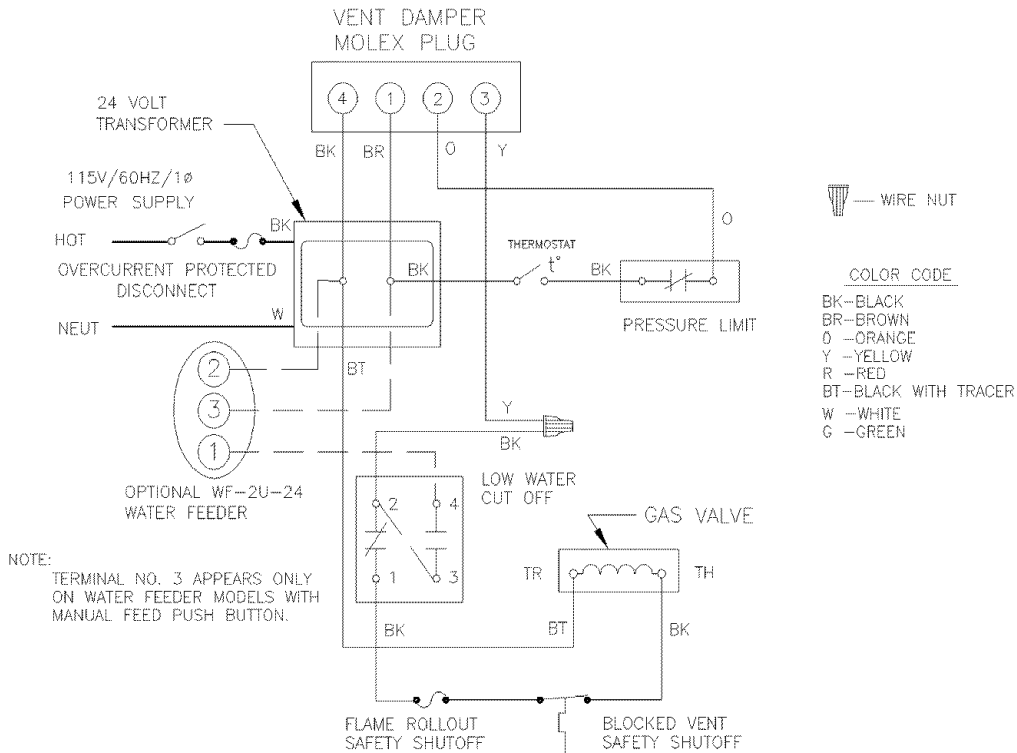 VENT DAMPER
MOLEX PLUG
4 1 2 3
BK BR O Y
24 VOLT
TRANSFORMER
115V/60HZ/1ø
POWER SUPPLY
HOT
BK
OVERCURRENT PROTECTED
DISCONNECT
NEUT
W
BK
THERMOSTAT
t°
BK
O
PRESSURE LIMIT
WIRE NUT
COLOR CODE
BK-BLACK
BR-BROWN
O -ORANGE
Y -YELLOW
R -RED
BT-BLACK WITH TRACER
W -WHITE
G -GREEN
BT
2
3
1
OPTIONAL WF-2U-24
WATER FEEDER
Y
BK
LOW WATER
CUT OFF
2 4
1 3
BK
NOTE:
TERMINAL NO. 3 APPEARS ONLY
ON WATER FEEDER MODELS WITH
MANUAL FEED PUSH BUTTON.
GAS VALVE
TR TH
BT BK
FLAME ROLLOUT
SAFETY SHUTOFF
BLOCKED VENT
SAFETY SHUTOFF